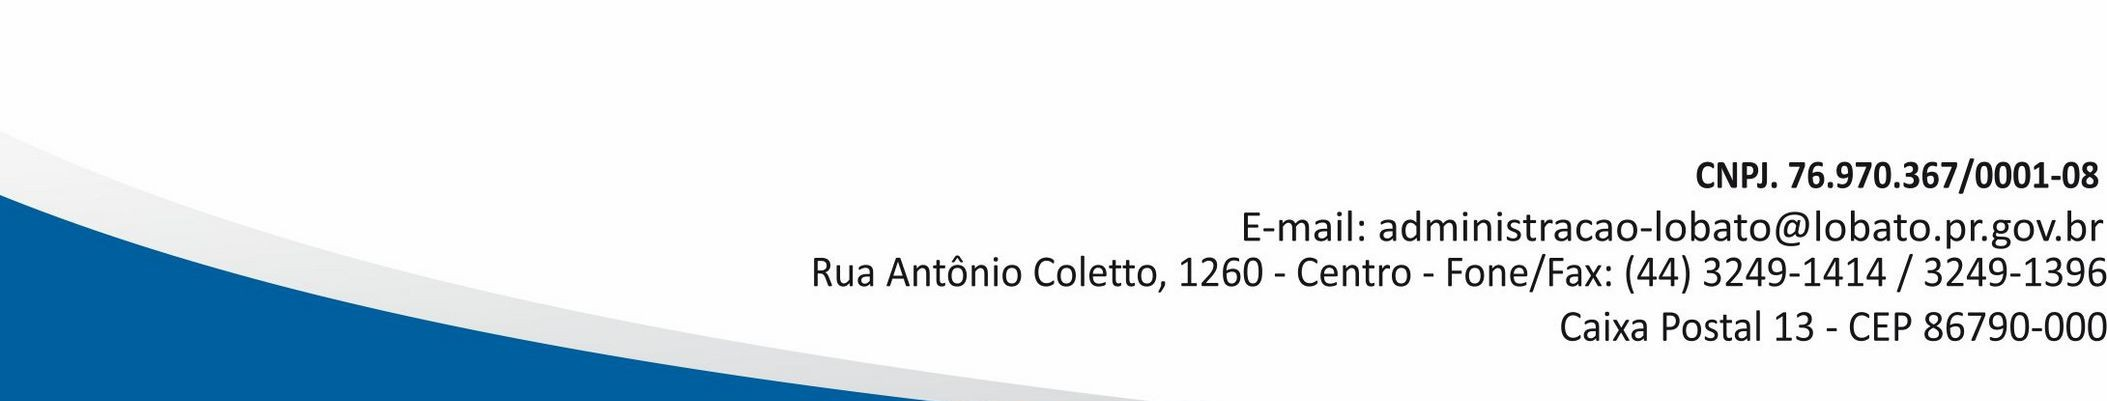 CNPJ. 76.970.367/0001-08
E-mail: administracao-lobato@lobato.pr.gov.br
Rua Antônio Coletto, 1260 - Centro - Fone/Fax: (44) 3249-1414 / 3249-1396
Caixa Postal 13 - CEP 86790-000